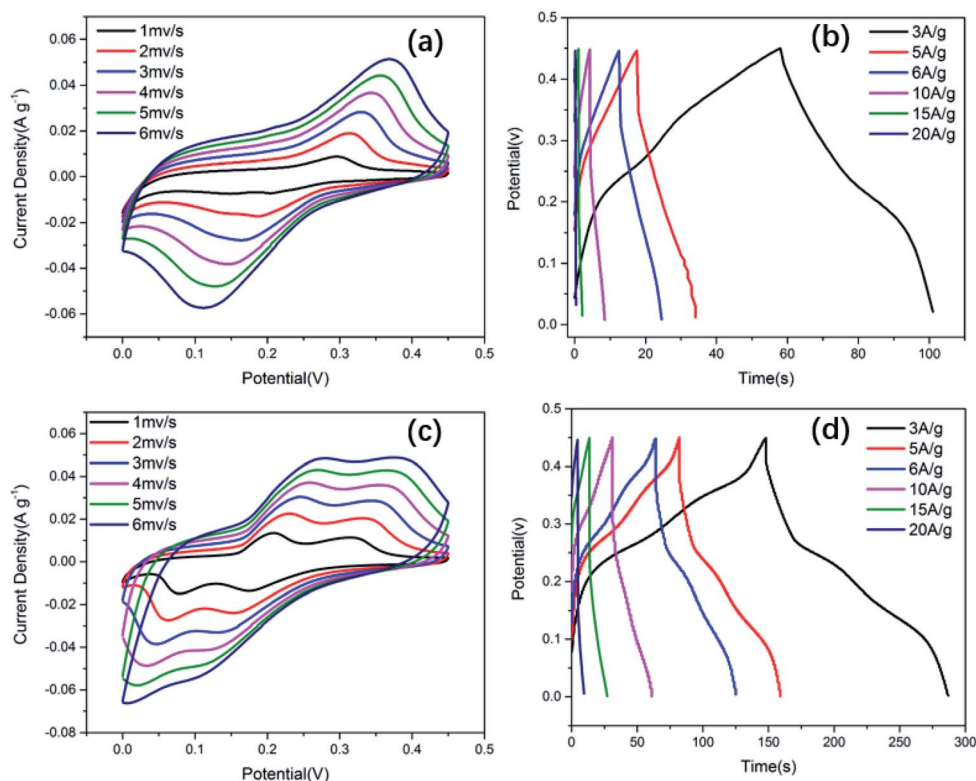 (a)
1mv/s
2mv/s
3mv/s
4mv/s
5mv/s
6mv/s
0.06
0.04
0.02
0.00
-0.02
-0.04
-0.06
Current Density(A g⁻¹)
0.0 0.1 0.2 0.3 0.4 0.5
Potential(V)
(b)
3A/g
5A/g
6A/g
10A/g
15A/g
20A/g
0.5
0.4
0.3
0.2
0.1
0.0
Potential(v)
0 20 40 60 80 100
Time(s)
(c)
1mv/s
2mv/s
3mv/s
4mv/s
5mv/s
6mv/s
0.06
0.04
0.02
0.00
-0.02
-0.04
-0.06
-0.08
Current Density(A g⁻¹)
0.0 0.1 0.2 0.3 0.4 0.5
Potential(V)
(d)
3A/g
5A/g
6A/g
10A/g
15A/g
20A/g
0.5
0.4
0.3
0.2
0.1
0.0
Potential(v)
0 50 100 150 200 250 300
Time(s)